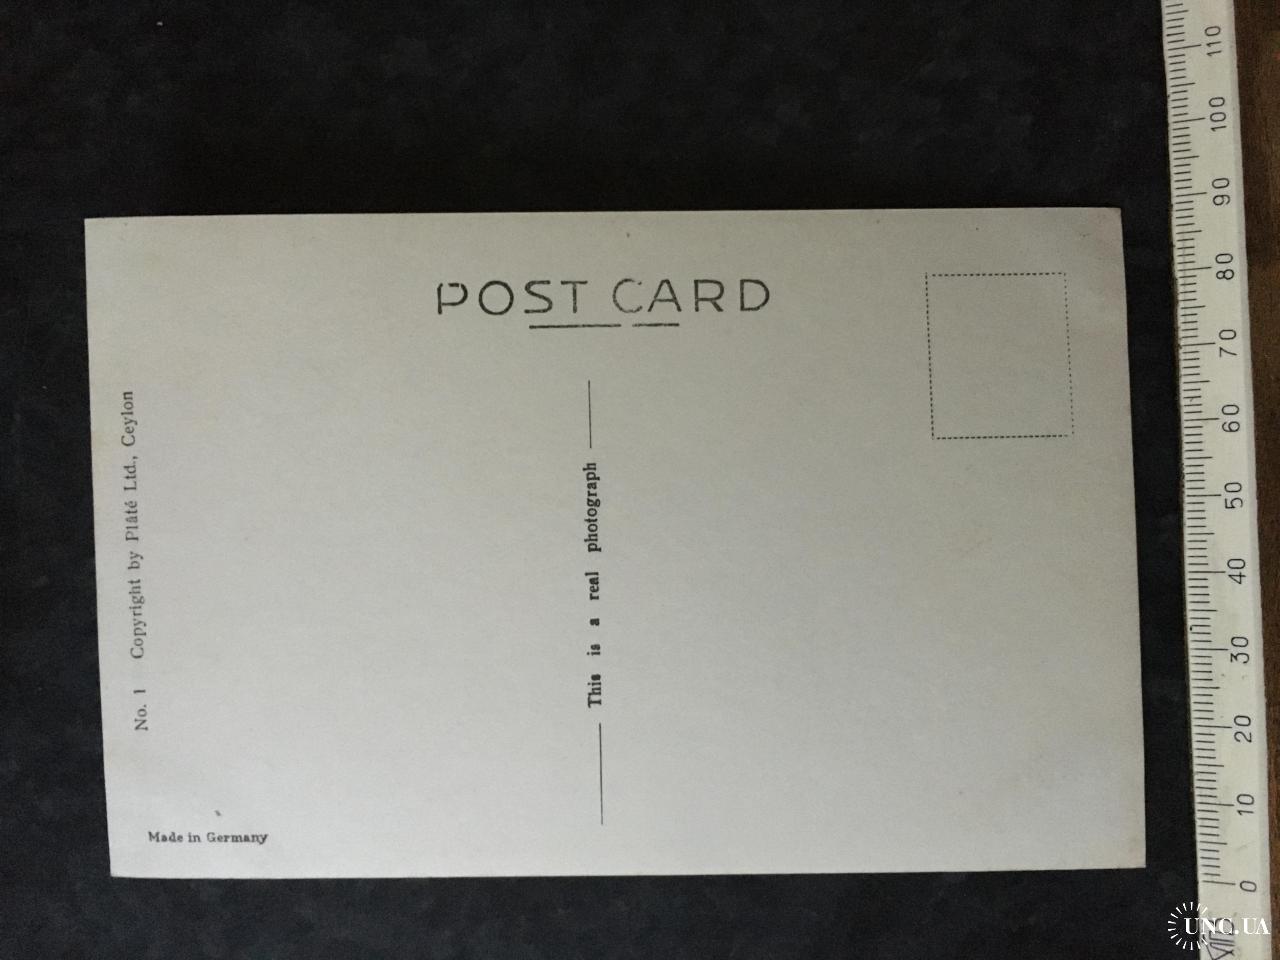 POST CARD
No. 1 Copyright by Plâté Ltd., Ceylon
This is a real photograph
Made in Germany
110
100
90
80
70
60
50
40
30
20
10
0
UNC.UA